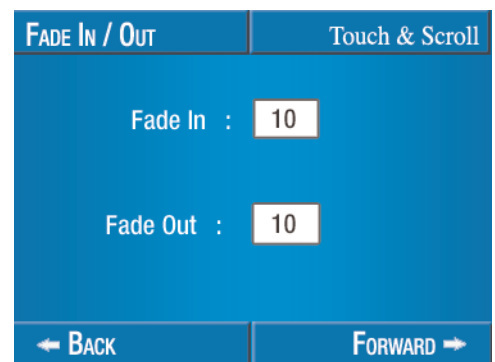 FADE IN / OUT
Touch & Scroll
Fade In : 10
Fade Out : 10
BACK
FORWARD